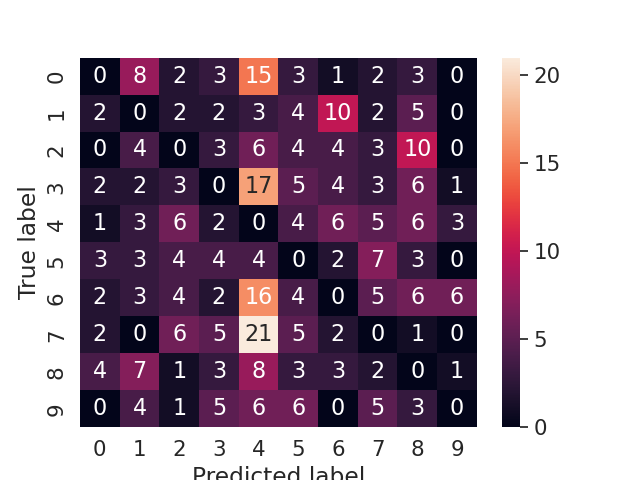 0 0 8 2 3 15 3 1 2 3 0
1 2 0 2 2 3 4 10 2 5 0
2 0 4 0 3 6 4 4 3 10 0
3 2 2 3 0 17 5 4 3 6 1
4 1 3 6 2 0 4 6 5 6 3
5 3 3 4 4 4 0 2 7 3 0
6 2 3 4 2 16 4 0 5 6 6
7 2 0 6 5 21 5 2 0 1 0
8 4 7 1 3 8 3 3 2 0 1
9 0 4 1 5 6 6 0 5 3 0
0 1 2 3 4 5 6 7 8 9
True label
Predicted label
20
15
10
5
0